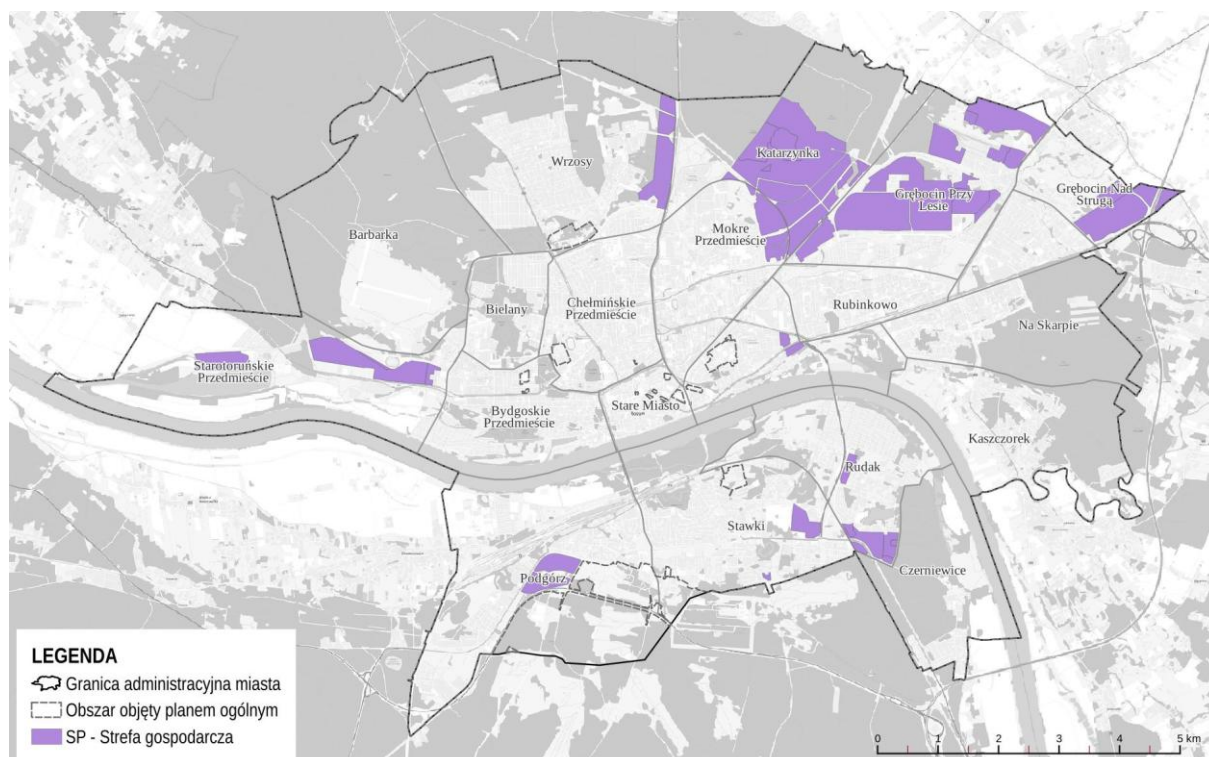 Katarzynka
Wrzosy
Grębocin Przy
Lesie
Grębocin Nad
Strugą
Mokre
Przedmieście
Barbarka
Chełmińskie
Przedmieście
Bielany
Rubinkowo
Na Skarpie
Starotoruńskie
Przedmieście
Bydgoskie
Przedmieście
Stare Miasto
Kaszczorek
Rudak
Stawki
Czerniewice
Podgórz
LEGENDA
Granica administracyjna miasta
Obszar objęty planem ogólnym
SP - Strefa gospodarcza
0 1 2 3 4 5 km